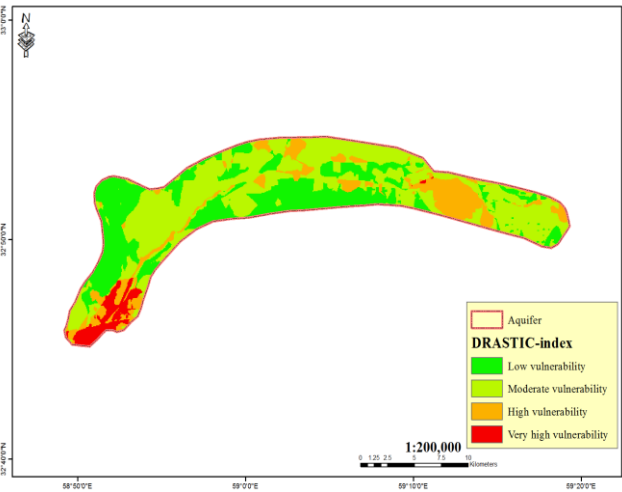 N
33°0'0"N
32°50'0"N
32°40'0"N
Aquifer
DRASTIC-index
Low vulnerability
Moderate vulnerability
High vulnerability
Very high vulnerability
1:200,000
0 1.25 2.5 5 7.5 10
Kilometers
58°50'0"E 59°0'0"E 59°10'0"E 59°20'0"E